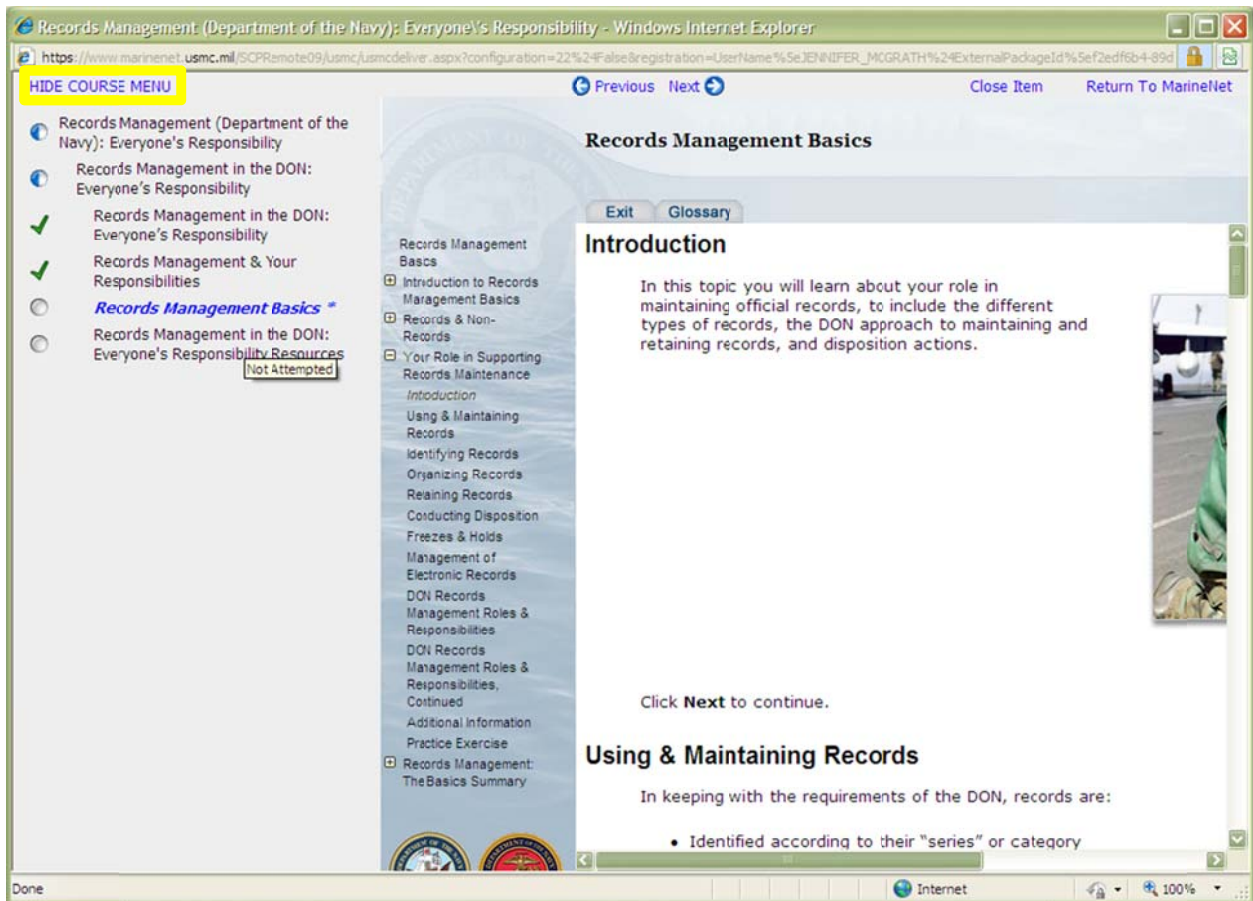 Records Management (Department of the Navy): Everyone\'s Responsibility - Windows Internet Explorer
https://www.marinenet.usmc.mil/SCPRemote09/usmc/usmcdeliver.aspx?configuration=22%24False&registration=UserName%5eJENNIFER_MCGRATH%24ExternalPackageId%5ef2edf6b4-89d
HIDE COURSE MENU
Previous Next
Close Item
Return To MarineNet
Records Management (Department of the
Navy): Everyone's Responsibility
Records Management in the DON:
Everyone's Responsibility
Records Management in the DON:
Everyone's Responsibility
Records Management & Your
Responsibilities
Records Management Basics *
Records Management in the DON:
Everyone's Responsibility Resources
Not Attempted
Records Management
Bascs
Intrduction to Records
Maragement Basics
Records & Non-
Records
Your Role in Supporting
Records Maintenance
Intoduction
Usng & Maintaining
Records
Identifying Records
Organizing Records
Relaining Records
Conducting Disposition
Freezes & Holds
Management of
Electronic Records
DON Records
Management Roles &
Responsibilities
DON Records
Management Roles &
Responsibilities,
Continued
Additional Information
Practice Exercise
Records Management:
The Basics Summary
Records Management Basics
Exit
Glossary
Introduction
In this topic you will learn about your role in
maintaining official records, to include the different
types of records, the DON approach to maintaining and
retaining records, and disposition actions.
Click Next to continue.
Using & Maintaining Records
In keeping with the requirements of the DON, records are:
• Identified according to their "series" or category
Done
Internet
100%